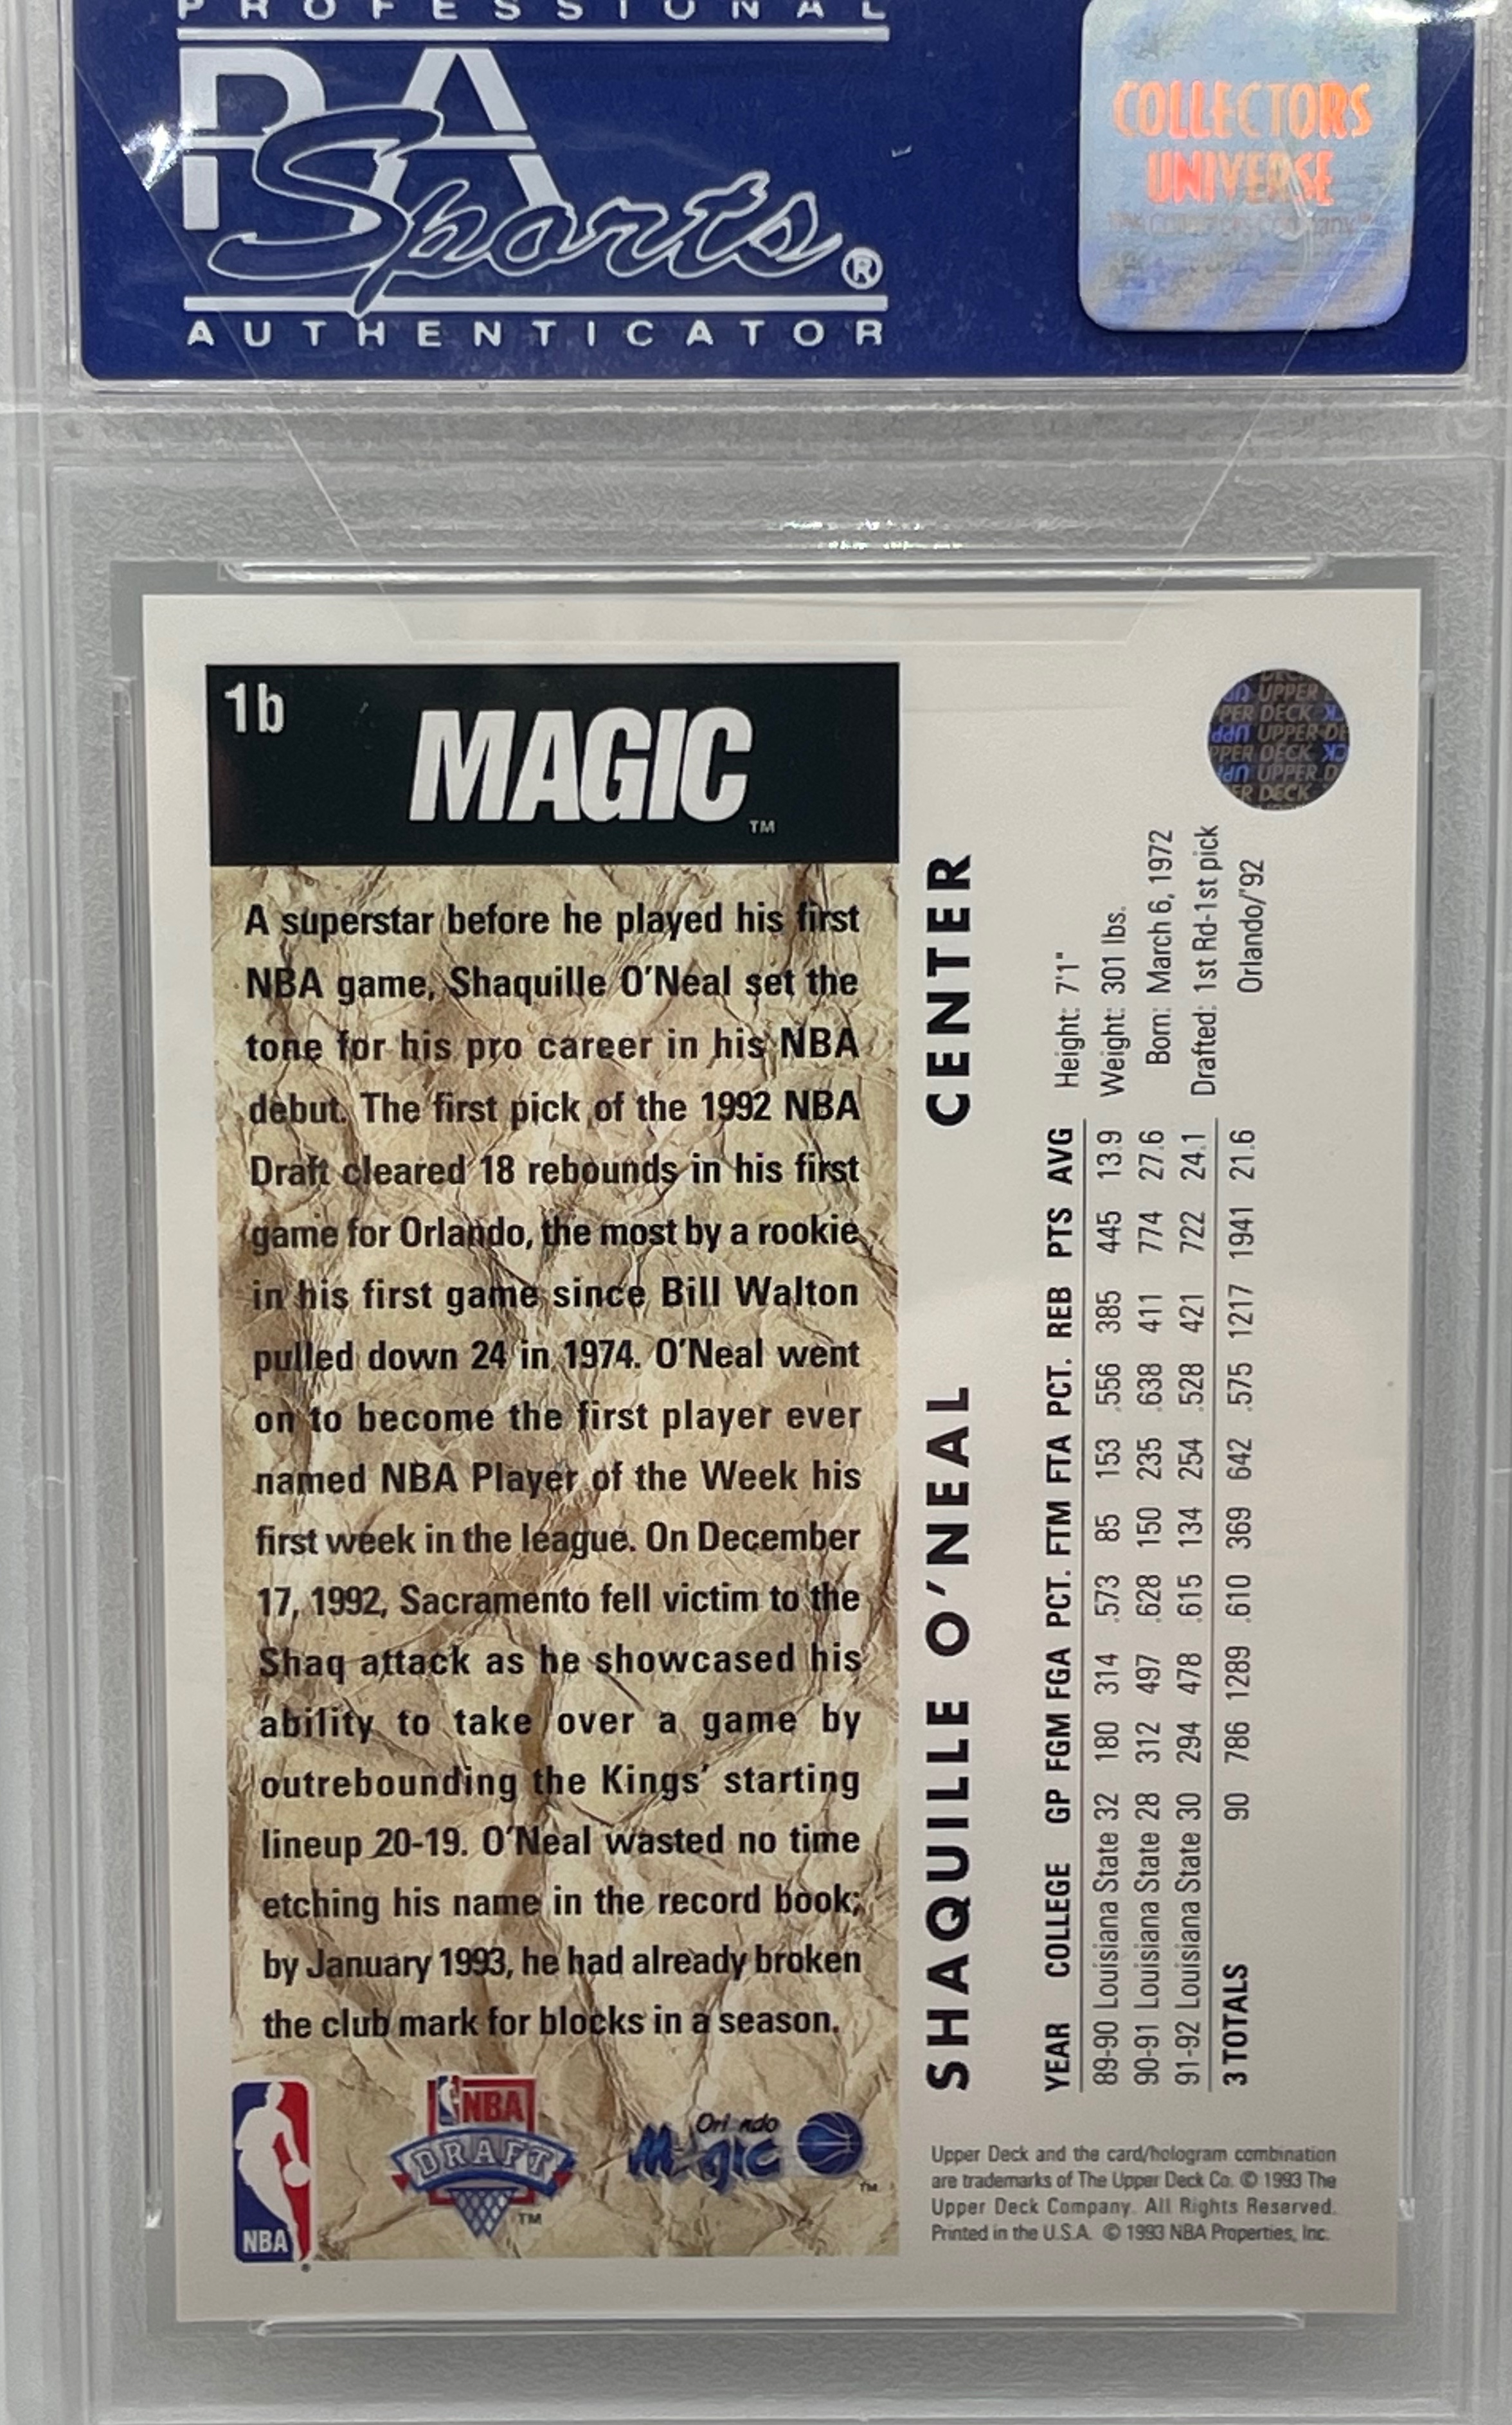 PROFESSIONAL
PSA
Sports®
AUTHENTICATOR
COLLECTORS
UNIVERSE
1b
MAGIC
TM
A superstar before he played his first
NBA game, Shaquille O'Neal set the
tone for his pro career in his NBA
debut. The first pick of the 1992 NBA
Draft cleared 18 rebounds in his first
game for Orlando, the most by a rookie
in his first game since Bill Walton
pulled down 24 in 1974. O'Neal went
on to become the first player ever
named NBA Player of the Week his
first week in the league. On December
17, 1992, Sacramento fell victim to the
Shaq attack as he showcased his
ability to take over a game by
outrebounding the Kings' starting
lineup 20-19. O'Neal wasted no time
etching his name in the record book;
by January 1993, he had already broken
the club mark for blocks in a season.
NBA
®
NBA
DRAFT
TM
Orlando
Magic
TM
SHAQUILLE O'NEAL CENTER
YEAR COLLEGE GP FGM FGA PCT. FTM FTA PCT. REB PTS AVG
89-90 Louisiana State 32 180 314 .573 85 153 .556 385 445 13.9
90-91 Louisiana State 28 312 497 .628 150 235 .638 411 774 27.6
91-92 Louisiana State 30 294 478 .615 134 254 .528 421 722 24.1
3 TOTALS 90 786 1289 .610 369 642 .575 1217 1941 21.6
Height: 7'1"
Weight: 301 lbs.
Born: March 6, 1972
Drafted: 1st Rd-1st pick
Orlando/'92
UPPER
PER DECK
UPPER DE
PPER DECK
UPPER D
ER DECK
Upper Deck and the card/hologram combination
are trademarks of The Upper Deck Co. © 1993 The
Upper Deck Company. All Rights Reserved.
Printed in the U.S.A. © 1993 NBA Properties, Inc.